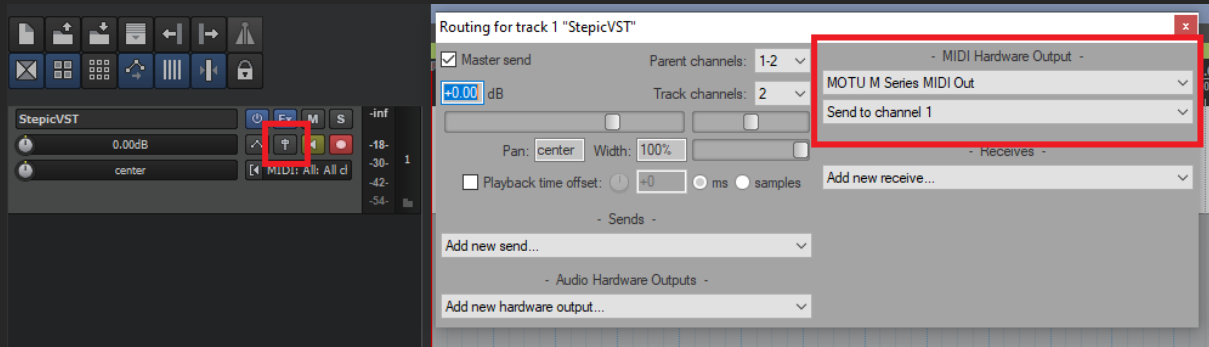 StepicVST
Fx M S
-inf
0.00dB
-18-
center
MIDI: All: All cl
-30-
1
-42-
-54-
Routing for track 1 "StepicVST"
x
Master send
Parent channels: 1-2
+0.00 dB
Track channels: 2
Pan: center Width: 100%
Playback time offset: +0 ms samples
- Sends -
Add new send...
- Audio Hardware Outputs -
Add new hardware output...
- MIDI Hardware Output -
MOTU M Series MIDI Out
Send to channel 1
- Receives -
Add new receive...